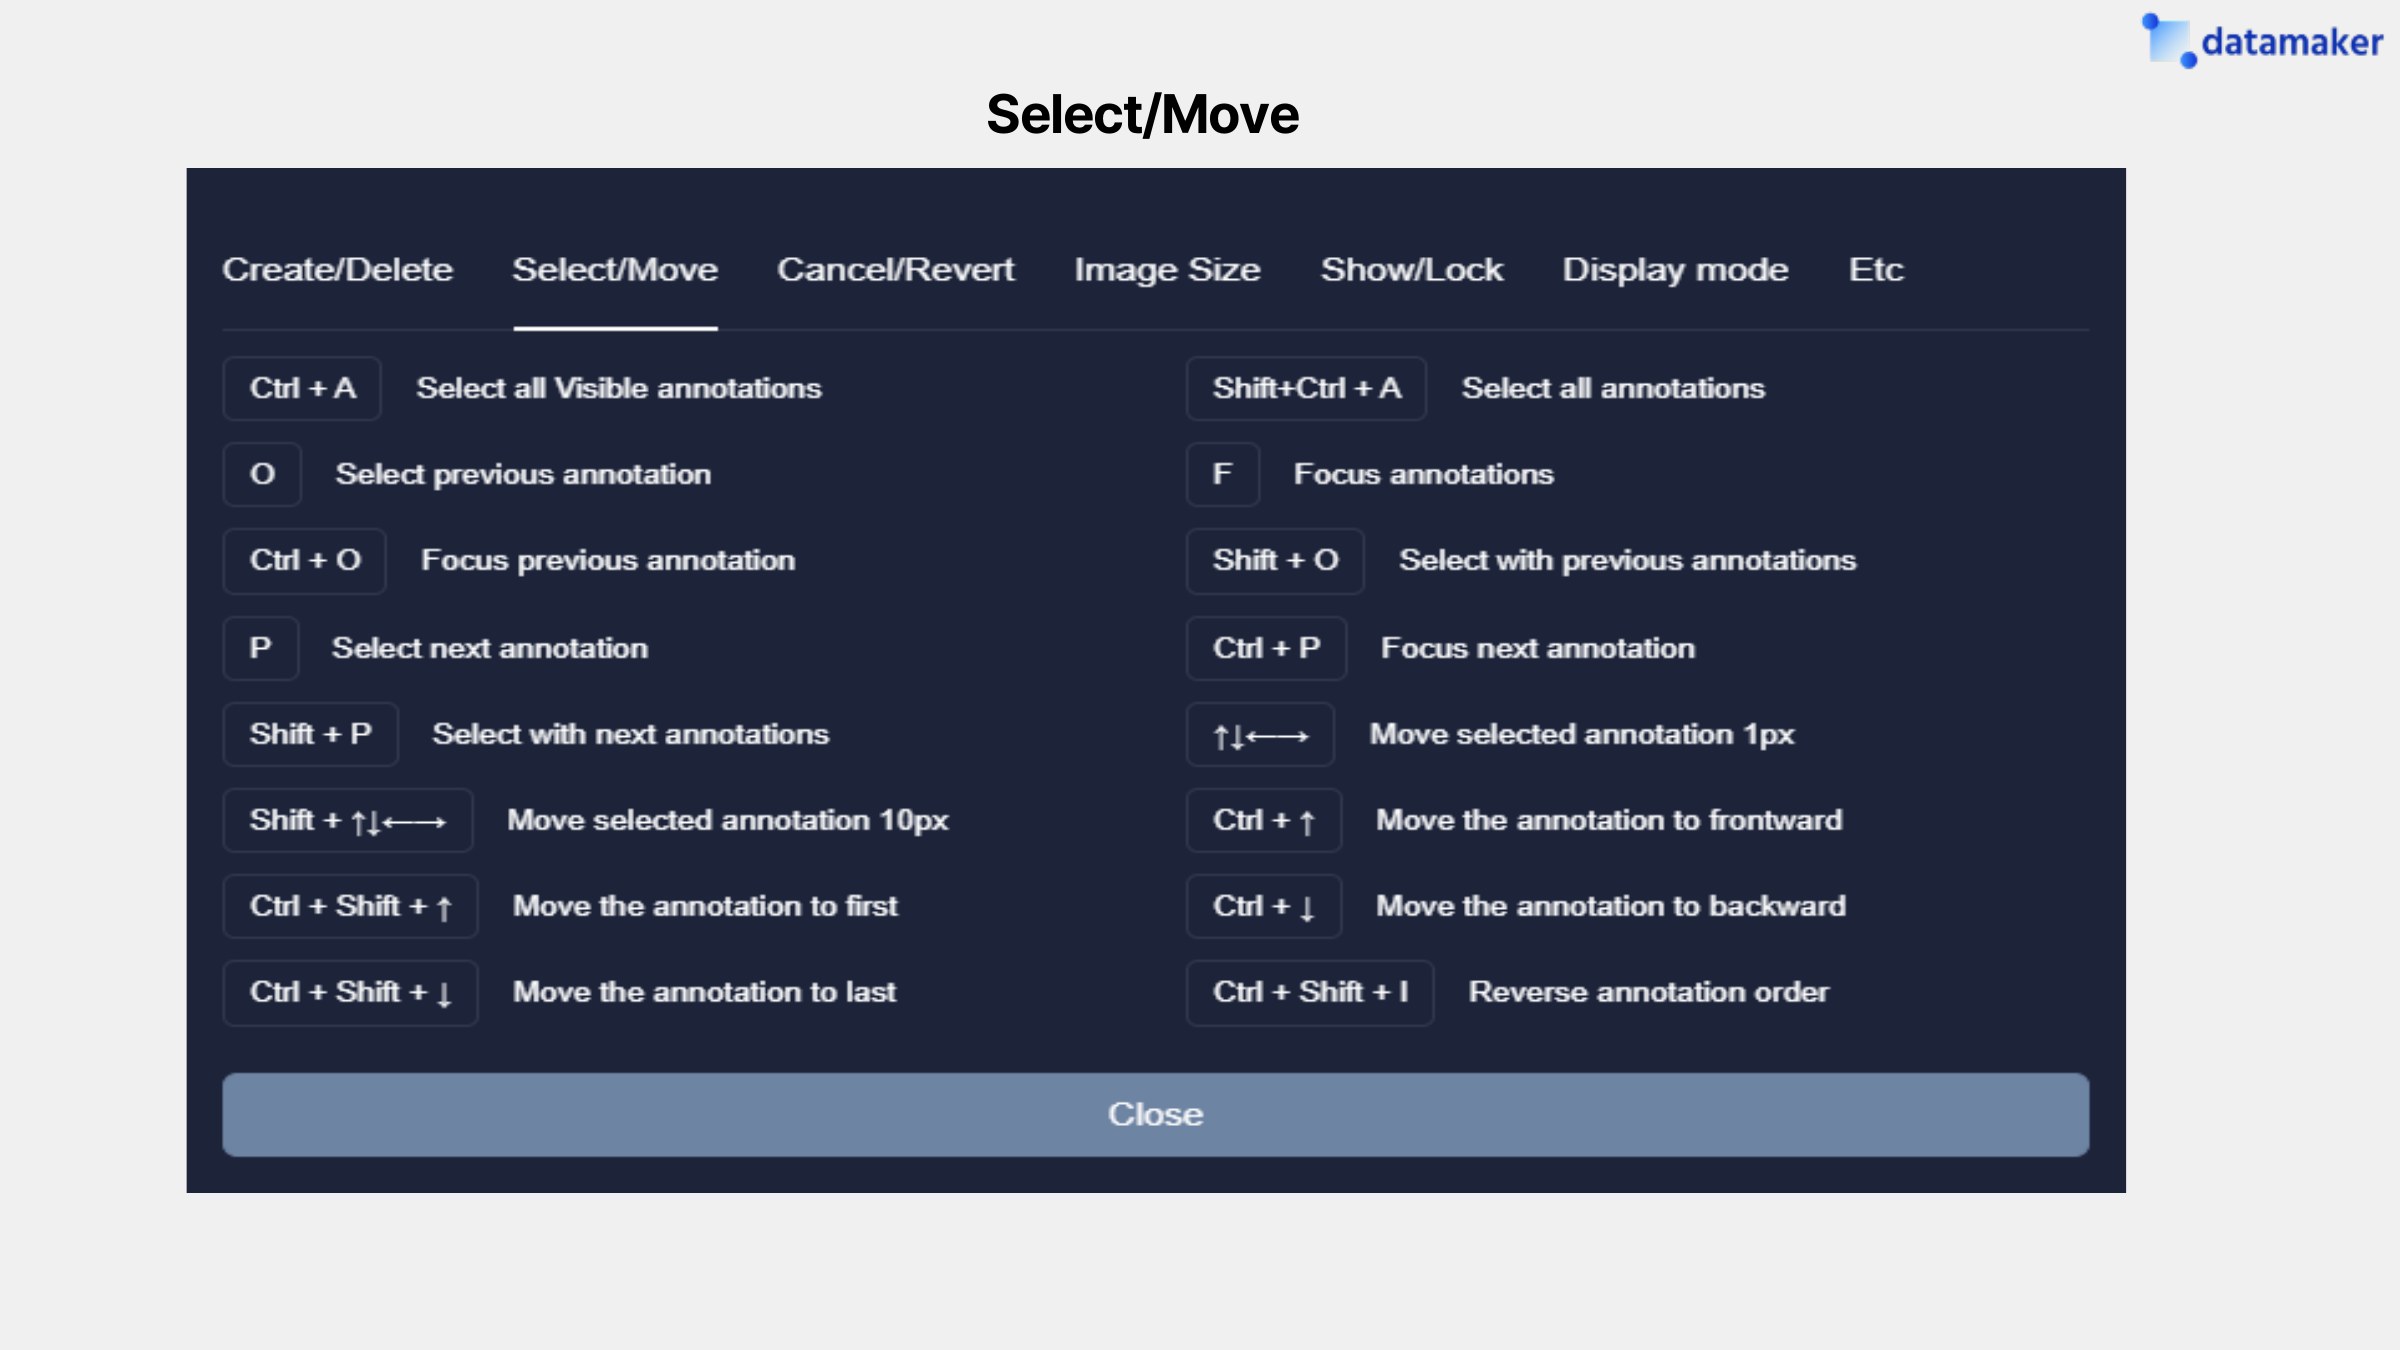 datamaker
Select/Move
Create/Delete Select/Move Cancel/Revert Image Size Show/Lock Display mode Etc
Ctrl + A Select all Visible annotations Shift+Ctrl + A Select all annotations
O Select previous annotation F Focus annotations
Ctrl + O Focus previous annotation Shift + O Select with previous annotations
P Select next annotation Ctrl + P Focus next annotation
Shift + P Select with next annotations ↑↓←→ Move selected annotation 1px
Shift + ↑↓←→ Move selected annotation 10px Ctrl + ↑ Move the annotation to frontward
Ctrl + Shift + ↑ Move the annotation to first Ctrl + ↓ Move the annotation to backward
Ctrl + Shift + ↓ Move the annotation to last Ctrl + Shift + I Reverse annotation order
Close